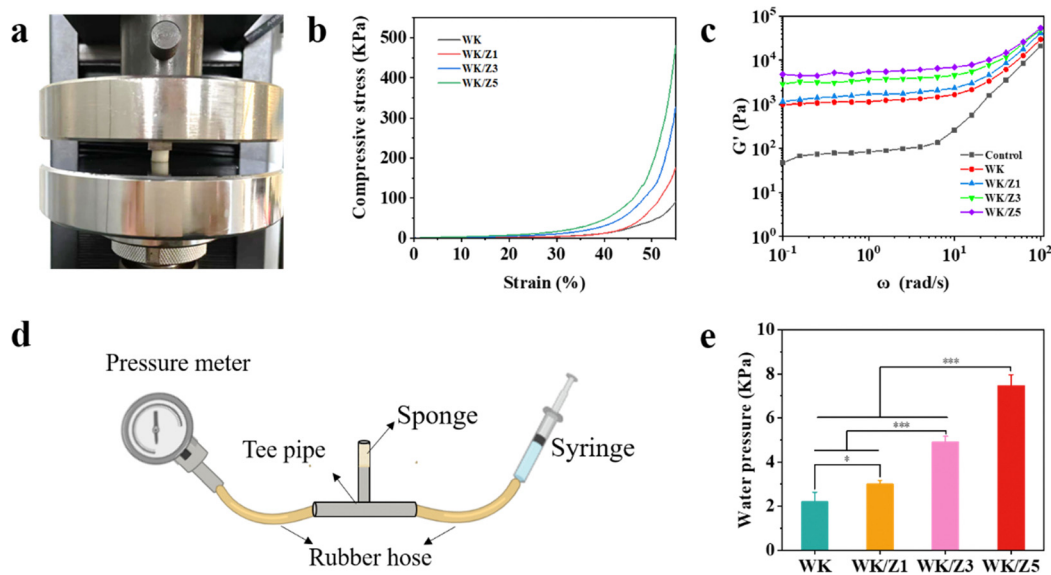 a
b
Compressive stress (KPa)
500
400
300
200
100
0
WK
WK/Z1
WK/Z3
WK/Z5
0 10 20 30 40 50
Strain (%)
c
G' (Pa)
10^5
10^4
10^3
10^2
10^1
10^0
Control
WK
WK/Z1
WK/Z3
WK/Z5
10^-1 10^0 10^1 10^2
ω (rad/s)
d
Pressure meter
Sponge
Tee pipe
Syringe
Rubber hose
e
Water pressure (KPa)
10
8
6
4
2
0
***
***
*
WK WK/Z1 WK/Z3 WK/Z5